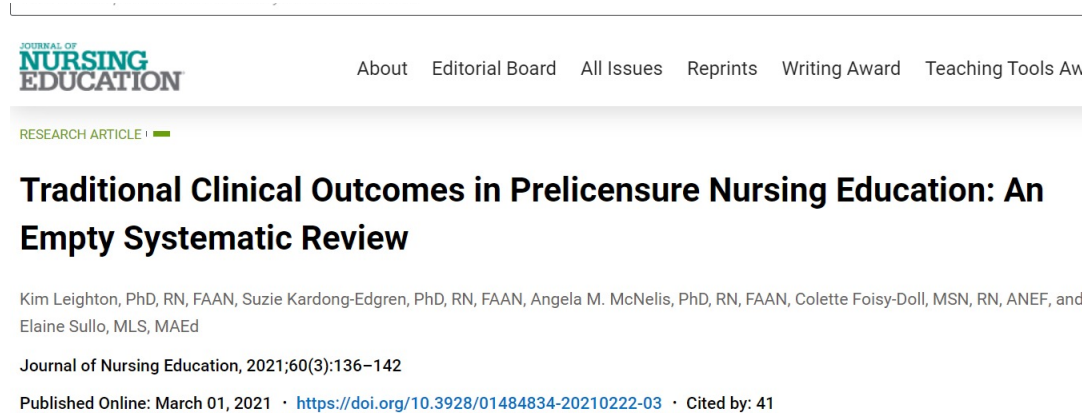 JOURNAL OF
NURSING
EDUCATION
About Editorial Board All Issues Reprints Writing Award Teaching Tools Aw
RESEARCH ARTICLE
Traditional Clinical Outcomes in Prelicensure Nursing Education: An
Empty Systematic Review
Kim Leighton, PhD, RN, FAAN, Suzie Kardong-Edgren, PhD, RN, FAAN, Angela M. McNelis, PhD, RN, FAAN, Colette Foisy-Doll, MSN, RN, ANEF, and
Elaine Sullo, MLS, MAEd
Journal of Nursing Education, 2021;60(3):136–142
Published Online: March 01, 2021 · https://doi.org/10.3928/01484834-20210222-03 · Cited by: 41